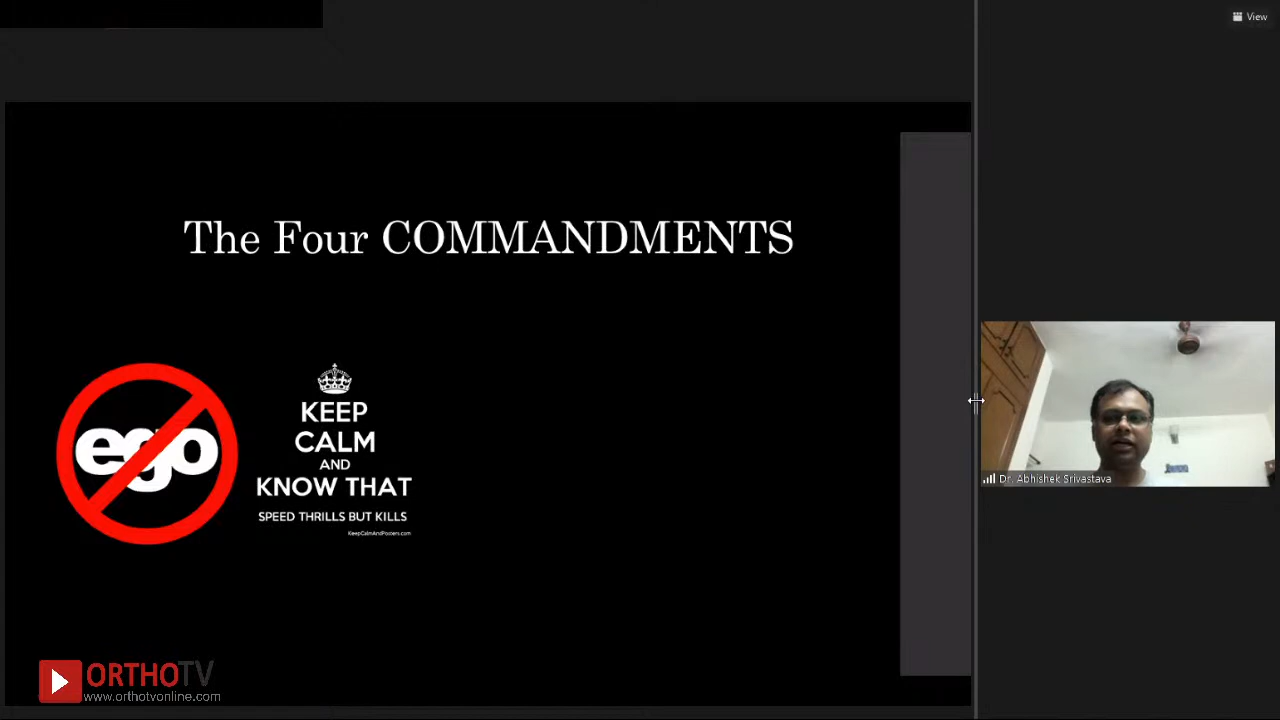 View
The Four COMMANDMENTS
ego
KEEP
CALM
AND
KNOW THAT
SPEED THRILLS BUT KILLS
KeepCalmAndPosters.com
Dr. Abhishek Srivastava
ORTHOTV
www.orthotvonline.com